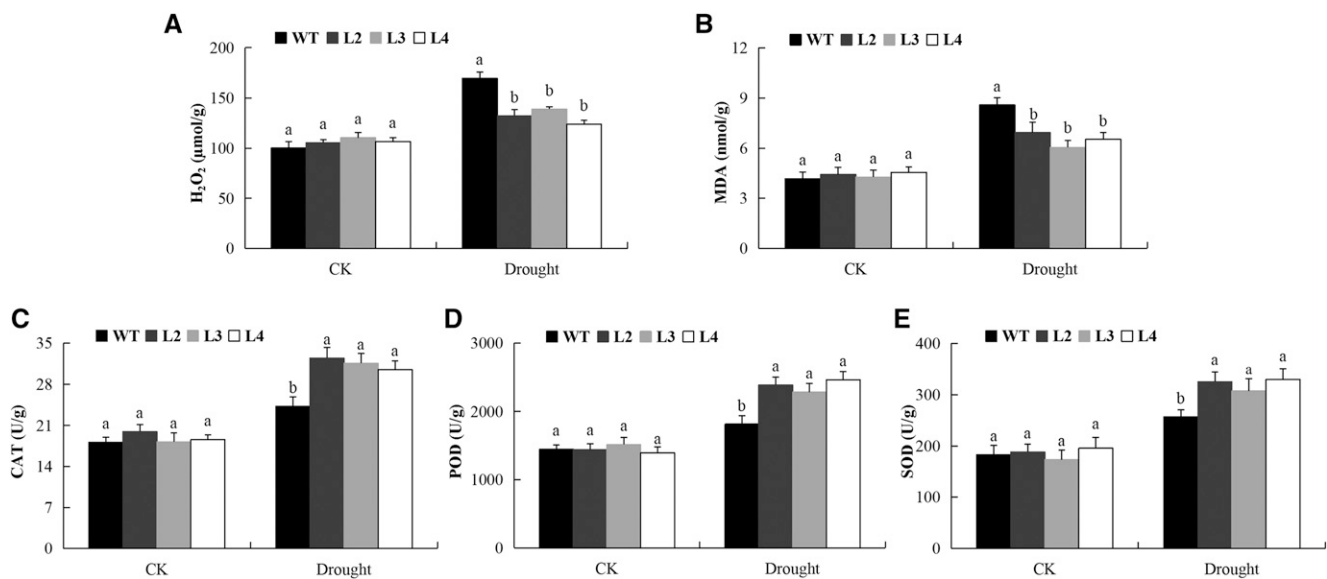 A
WT L2 L3 L4
H₂O₂ (μmol/g)
200
150
100
50
0
a a a a
a b b b
CK Drought
B
WT L2 L3 L4
MDA (nmol/g)
12
9
6
3
0
a a a a
a b b b
CK Drought
C
WT L2 L3 L4
CAT (U/g)
35
28
21
14
7
0
a a a a
b a a a
CK Drought
D
WT L2 L3 L4
POD (U/g)
3000
2000
1000
0
a a a a
b a a a
CK Drought
E
WT L2 L3 L4
SOD (U/g)
400
300
200
100
0
a a a a
b a a a
CK Drought